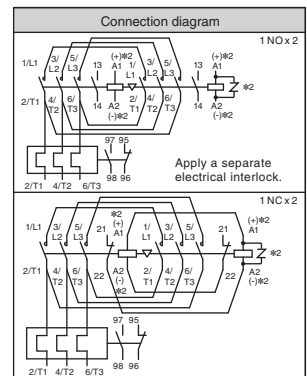 Connection diagram
1 NO x 2
1/L1 3/ L2 5/ L3 13 (+)*2 A1 1/ L1 3/ L2 5/ L3 13 (+)*2 A1
*2
2/T1 4/ T2 6/ T3 14 A2 (-)*2 2/ T1 4/ T2 6/ T3 14 A2 (-)*2
97 95
98 96
2/T1 4/T2 6/T3
Apply a separate
electrical interlock.
1 NC x 2
1/L1 3/ L2 5/ L3 21 *2 (+) A1 1/ L1 3/ L2 5/ L3 21 (+)*2 A1
*2
2/T1 4/ T2 6/ T3 22 A2 (-) *2 2/ T1 4/ T2 6/ T3 22 A2 (-)*2
97 95
98 96
2/T1 4/T2 6/T3